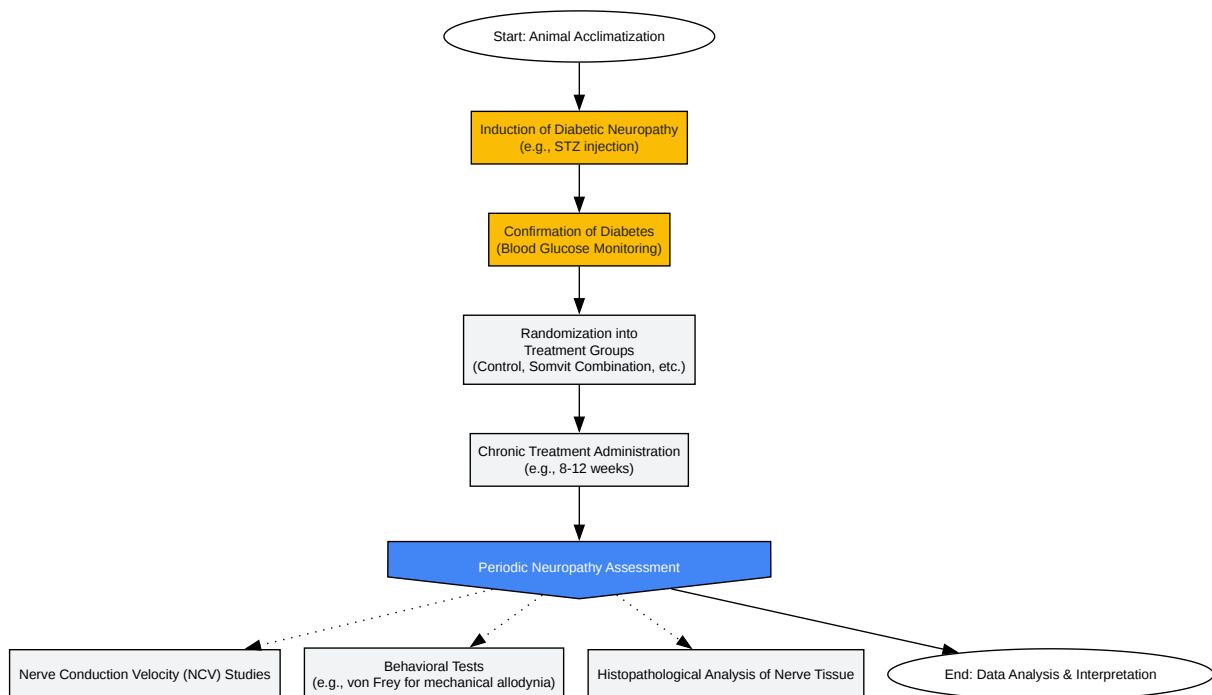 Start: Animal Acclimatization
Induction of Diabetic Neuropathy
(e.g., STZ injection)
Confirmation of Diabetes
(Blood Glucose Monitoring)
Randomization into
Treatment Groups
(Control, Somvit Combination, etc.)
Chronic Treatment Administration
(e.g., 8-12 weeks)
Periodic Neuropathy Assessment
Nerve Conduction Velocity (NCV) Studies
Behavioral Tests
(e.g., von Frey for mechanical allodynia)
Histopathological Analysis of Nerve Tissue
End: Data Analysis & Interpretation